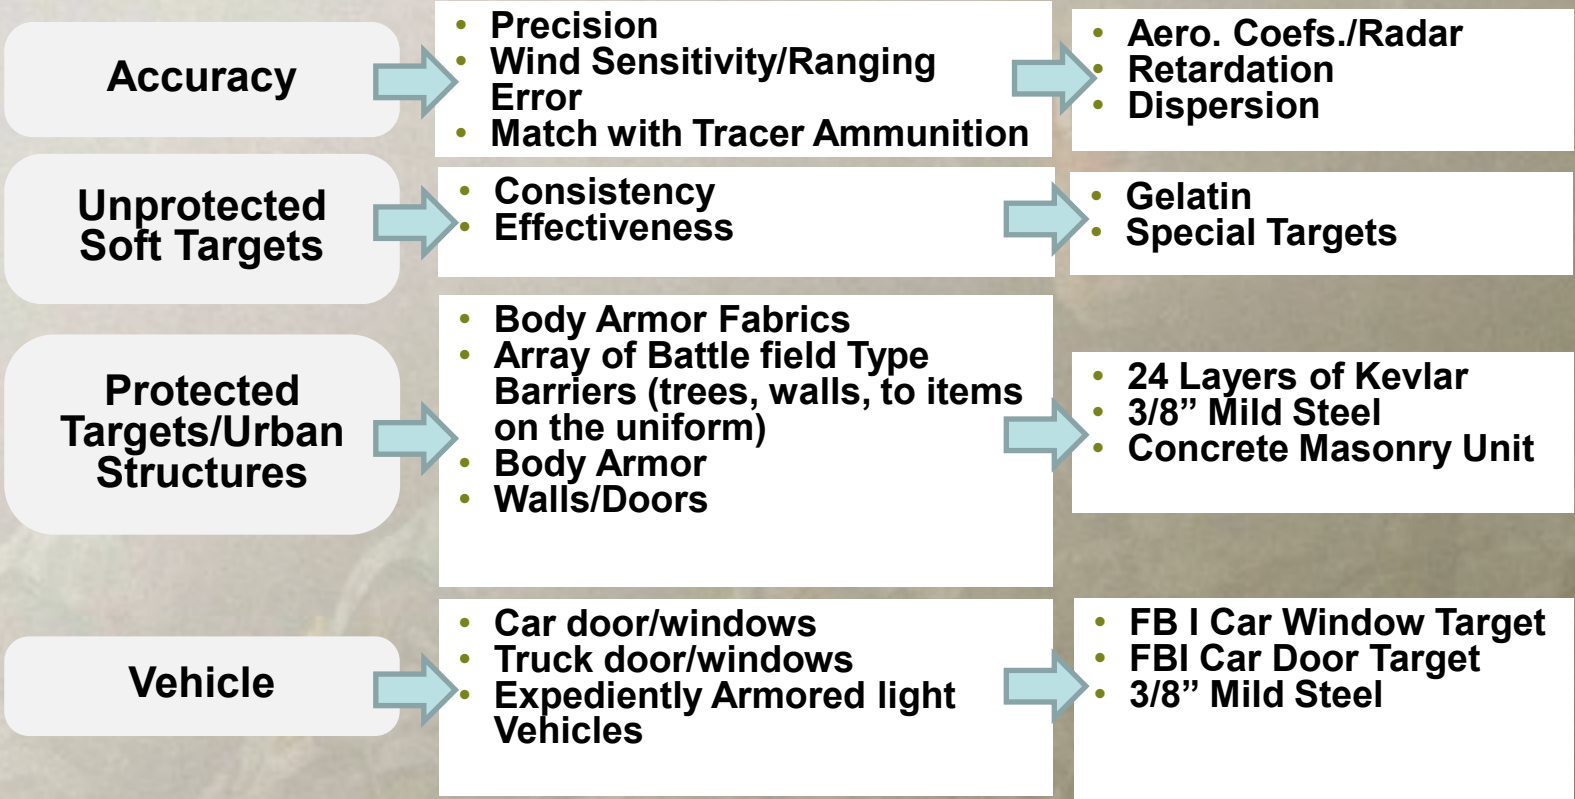 Accuracy
• Precision
• Wind Sensitivity/Ranging
Error
• Match with Tracer Ammunition
• Aero. Coefs./Radar
• Retardation
• Dispersion
Unprotected
Soft Targets
• Consistency
• Effectiveness
• Gelatin
• Special Targets
Protected
Targets/Urban
Structures
• Body Armor Fabrics
• Array of Battle field Type
Barriers (trees, walls, to items
on the uniform)
• Body Armor
• Walls/Doors
• 24 Layers of Kevlar
• 3/8” Mild Steel
• Concrete Masonry Unit
Vehicle
• Car door/windows
• Truck door/windows
• Expediently Armored light
Vehicles
• FB I Car Window Target
• FBI Car Door Target
• 3/8” Mild Steel